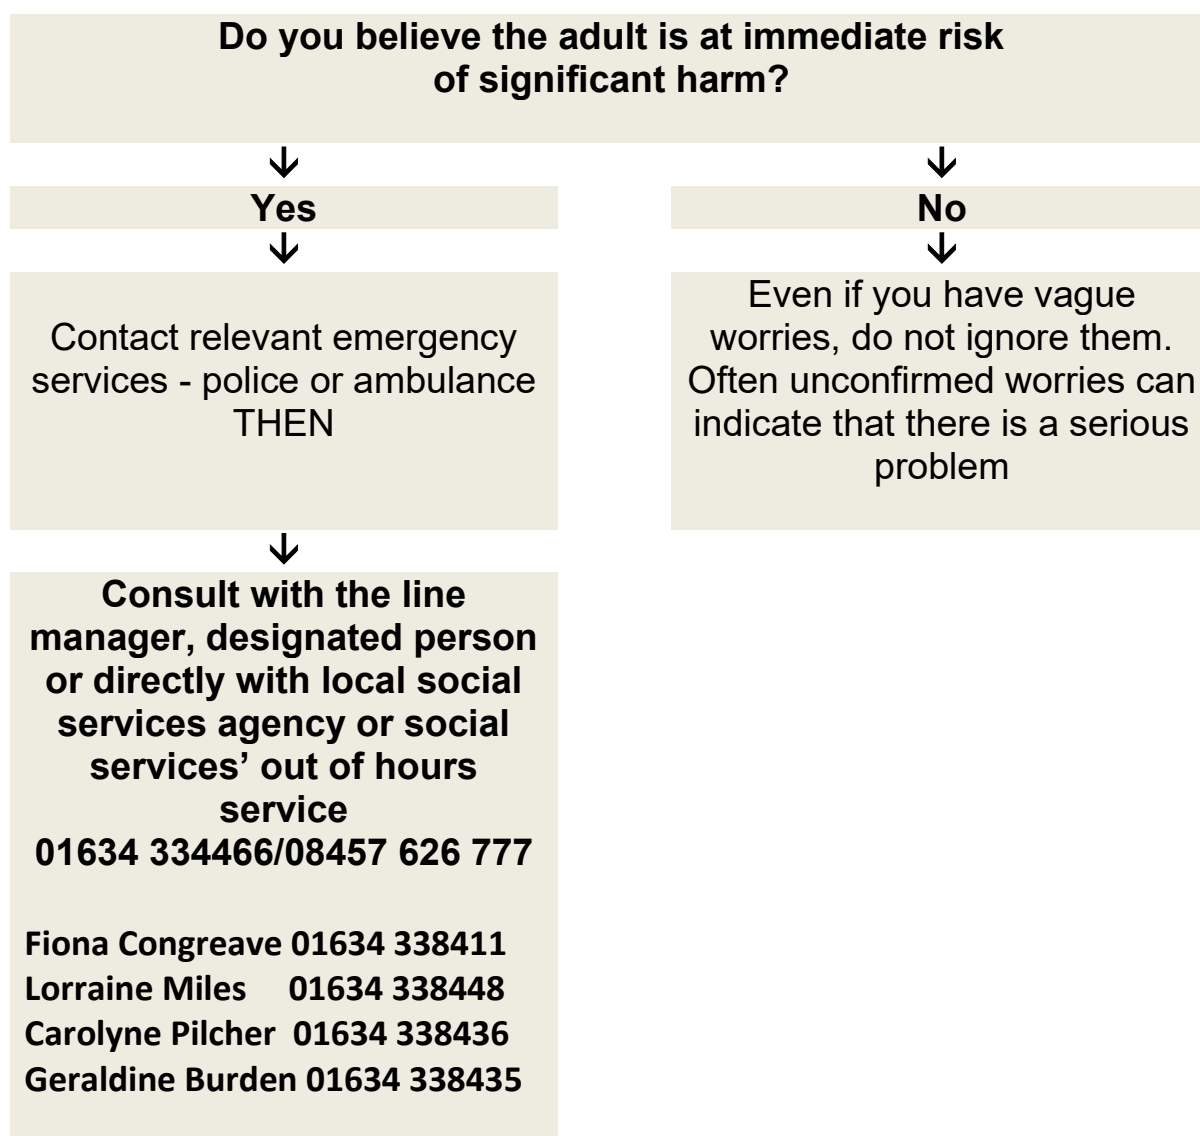 Do you believe the adult is at immediate risk
of significant harm?
Yes
No
Contact relevant emergency
services - police or ambulance
THEN
Even if you have vague
worries, do not ignore them.
Often unconfirmed worries can
indicate that there is a serious
problem
Consult with the line
manager, designated person
or directly with local social
services agency or social
services’ out of hours
service
01634 334466/08457 626 777
Fiona Congreave 01634 338411
Lorraine Miles 01634 338448
Carolyne Pilcher 01634 338436
Geraldine Burden 01634 338435